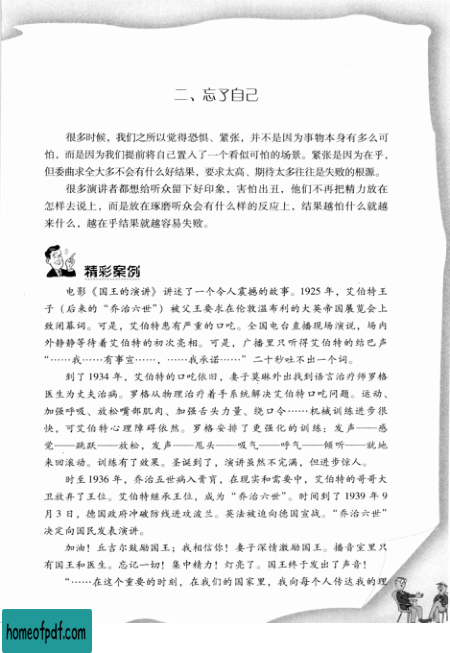 二、忘了自己
很多时候，我们之所以觉得恐惧、紧张，并不是因为事物本身有多么可
怕，而是因为我们提前将自己置入了一个看似可怕的场景。紧张是因为在乎，
但委曲求全大多不会有什么好结果，要求太高、期待太多往往是失败的根源。
很多演讲者都想给听众留下好印象，害怕出丑，他们不再把精力放在
怎样去说上，而是放在琢磨听众会有什么样的反应上，结果越怕什么就越
来什么，越在乎结果就越容易失败。
精彩案例
电影《国王的演讲》讲述了一个令人震撼的故事。1925 年，艾伯特王
子（后来的“乔治六世”）被父王要求在伦敦温布利的大英帝国展览会上
致闭幕词。可是，艾伯特患有严重的口吃。全国电台直播现场演说，场内
外静静等待着艾伯特的初次亮相。可是，广播里只听得艾伯特的结巴声
“……我……有事宣……，……我承诺……”二十秒吐不出一个词。
到了 1934 年，艾伯特的口吃依旧，妻子莫琳外出找到语言治疗师罗格
医生为丈夫治病。罗格从物理治疗着手系统解决艾伯特口吃问题。运动、
加强呼吸、放松嘴部肌肉、加强舌头力量、绕口令……机械训练进步很
快，可艾伯特心理障碍依然。罗格安排了更强化的训练：发声——感
觉——跳跃——放松，发声——甩头——吸气——呼气——倾听——就地
来回滚动。训练有了效果。圣诞到了，演讲虽然不完满，但进步惊人。
时至 1936 年，乔治五世病入膏肓，在现实和需要中，艾伯特的哥哥大
卫放弃了王位。艾伯特继承王位，成为“乔治六世”。时间到了 1939 年 9
月 3 日，德国政府冲破防线进攻波兰。英法被迫向德国宣战。“乔治六世”
决定向国民发表演讲。
加油！丘吉尔鼓励国王；我相信你！妻子深情激励国王。播音室里只
有国王和医生。忘记一切！集中精力！灯亮了。国王终于发出了声音！
“……在这个重要的时刻，在我们的国家里，我向每个人传达我的理
homeofpdf.com